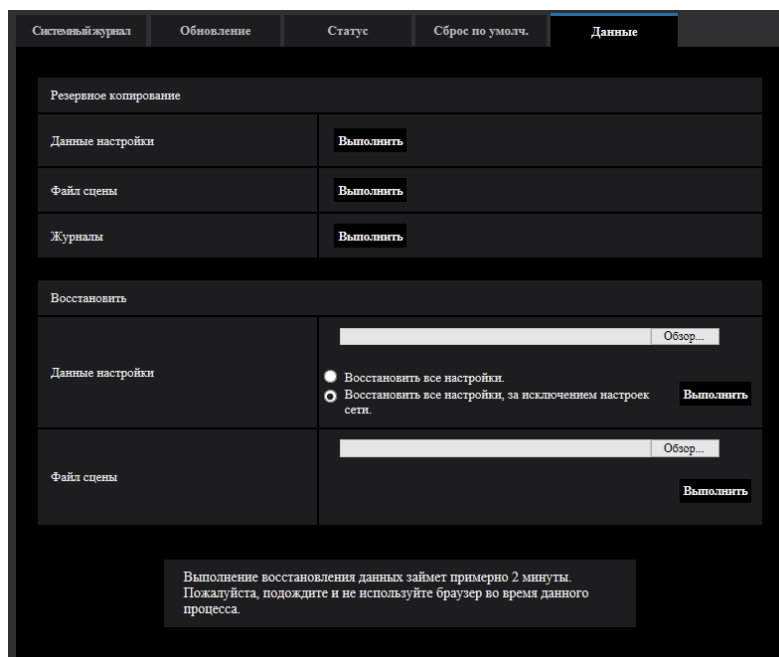 Системный журнал Обновление Статус Сброс по умолч. Данные
Резервное копирование
Данные настройки Выполнить
Файл сцены Выполнить
Журналы Выполнить
Восстановить
Обзор...
Данные настройки
Восстановить все настройки.
Восстановить все настройки, за исключением настроек Выполнить
сети.
Обзор...
Файл сцены
Выполнить
Выполнение восстановления данных займет примерно 2 минуты.
Пожалуйста, подождите и не используйте браузер во время данного
процесса.